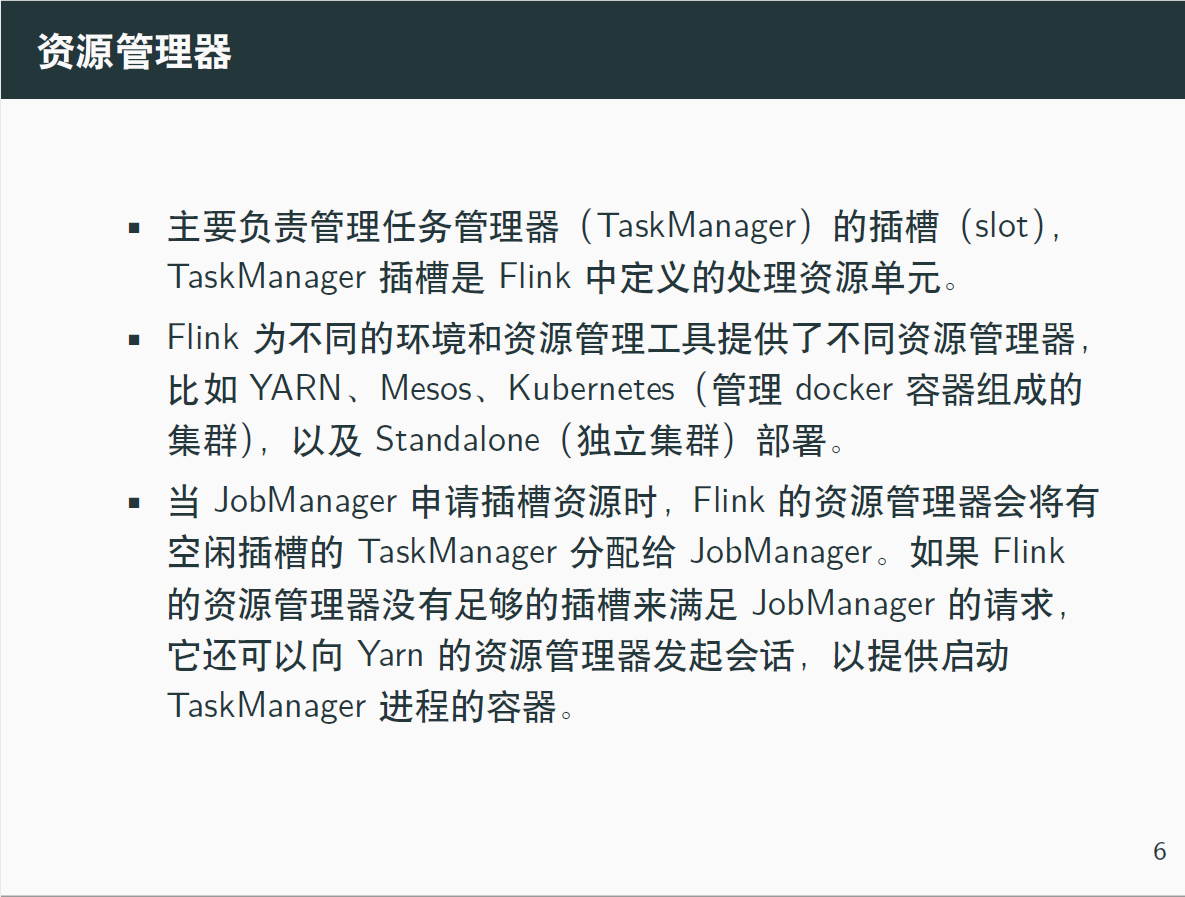 资源管理器
▪ 主要负责管理任务管理器（TaskManager）的插槽（slot），
TaskManager 插槽是 Flink 中定义的处理资源单元。
▪ Flink 为不同的环境和资源管理工具提供了不同资源管理器，
比如 YARN、Mesos、Kubernetes（管理 docker 容器组成的
集群），以及 Standalone（独立集群）部署。
▪ 当 JobManager 申请插槽资源时，Flink 的资源管理器会将有
空闲插槽的 TaskManager 分配给 JobManager。如果 Flink
的资源管理器没有足够的插槽来满足 JobManager 的请求，
它还可以向 Yarn 的资源管理器发起会话，以提供启动
TaskManager 进程的容器。
6